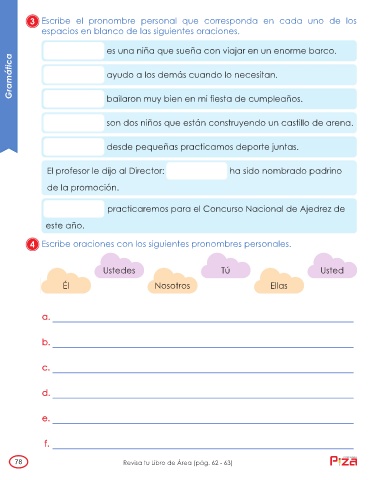 Gramática
3 Escribe el pronombre personal que corresponda en cada uno de los
espacios en blanco de las siguientes oraciones.
es una niña que sueña con viajar en un enorme barco.
ayudo a los demás cuando lo necesitan.
bailaron muy bien en mi fiesta de cumpleaños.
son dos niños que están construyendo un castillo de arena.
desde pequeñas practicamos deporte juntas.
El profesor le dijo al Director: ha sido nombrado padrino
de la promoción.
practicaremos para el Concurso Nacional de Ajedrez de
este año.
4 Escribe oraciones con los siguientes pronombres personales.
Ustedes Tú Usted
Él Nosotros Ellas
a.
b.
c.
d.
e.
f.
78 Revisa tu Libro de Área (pág. 62 - 63)